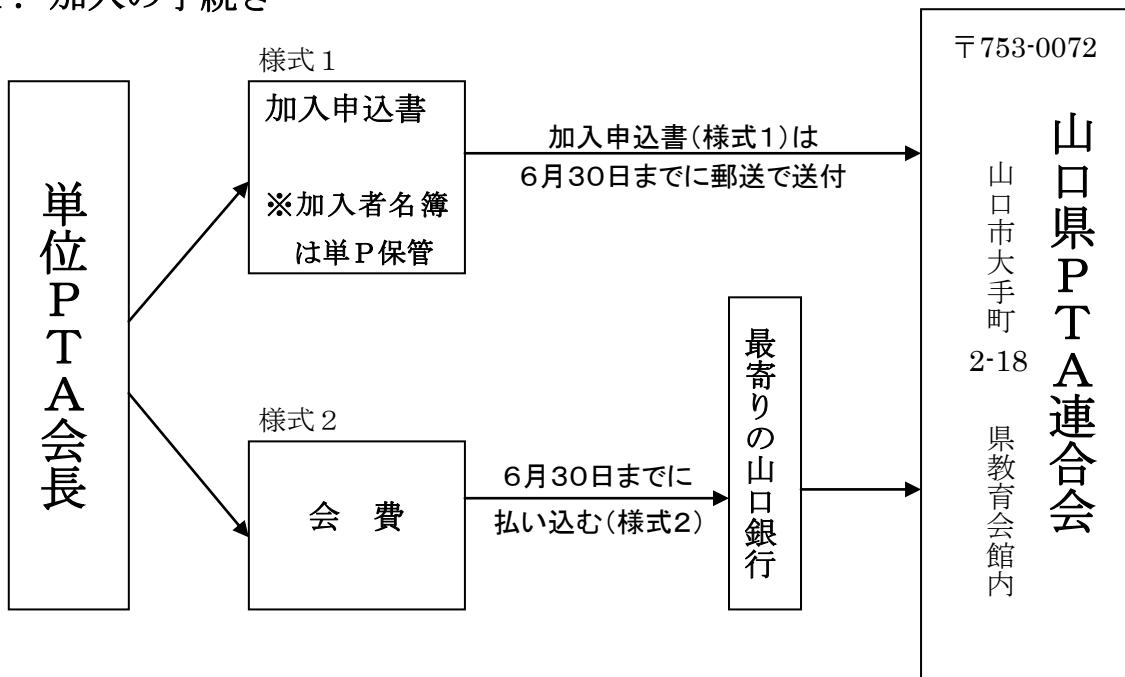 加入の手続き
単位PTA会長
様式1
加入申込書
※加入者名簿
は単P保管
加入申込書(様式1)は
6月30日までに郵送で送付
様式2
会 費
6月30日までに
払い込む(様式2)
最寄りの山口銀行
〒753-0072
山口県PTA連合会
山口市大手町 2-18 県教育会館内